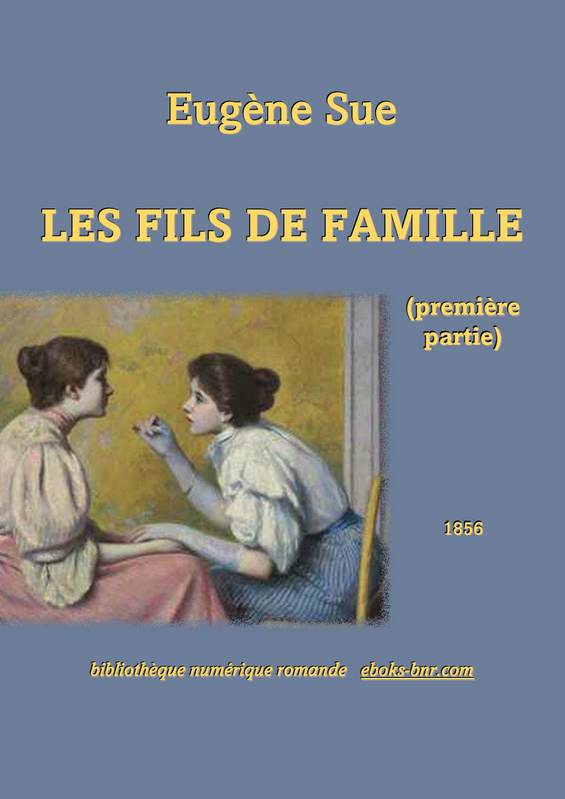 Eugène Sue
LES FILS DE FAMILLE
(première
partie)
1856
bibliothèque numérique romande eboks-bnr.com